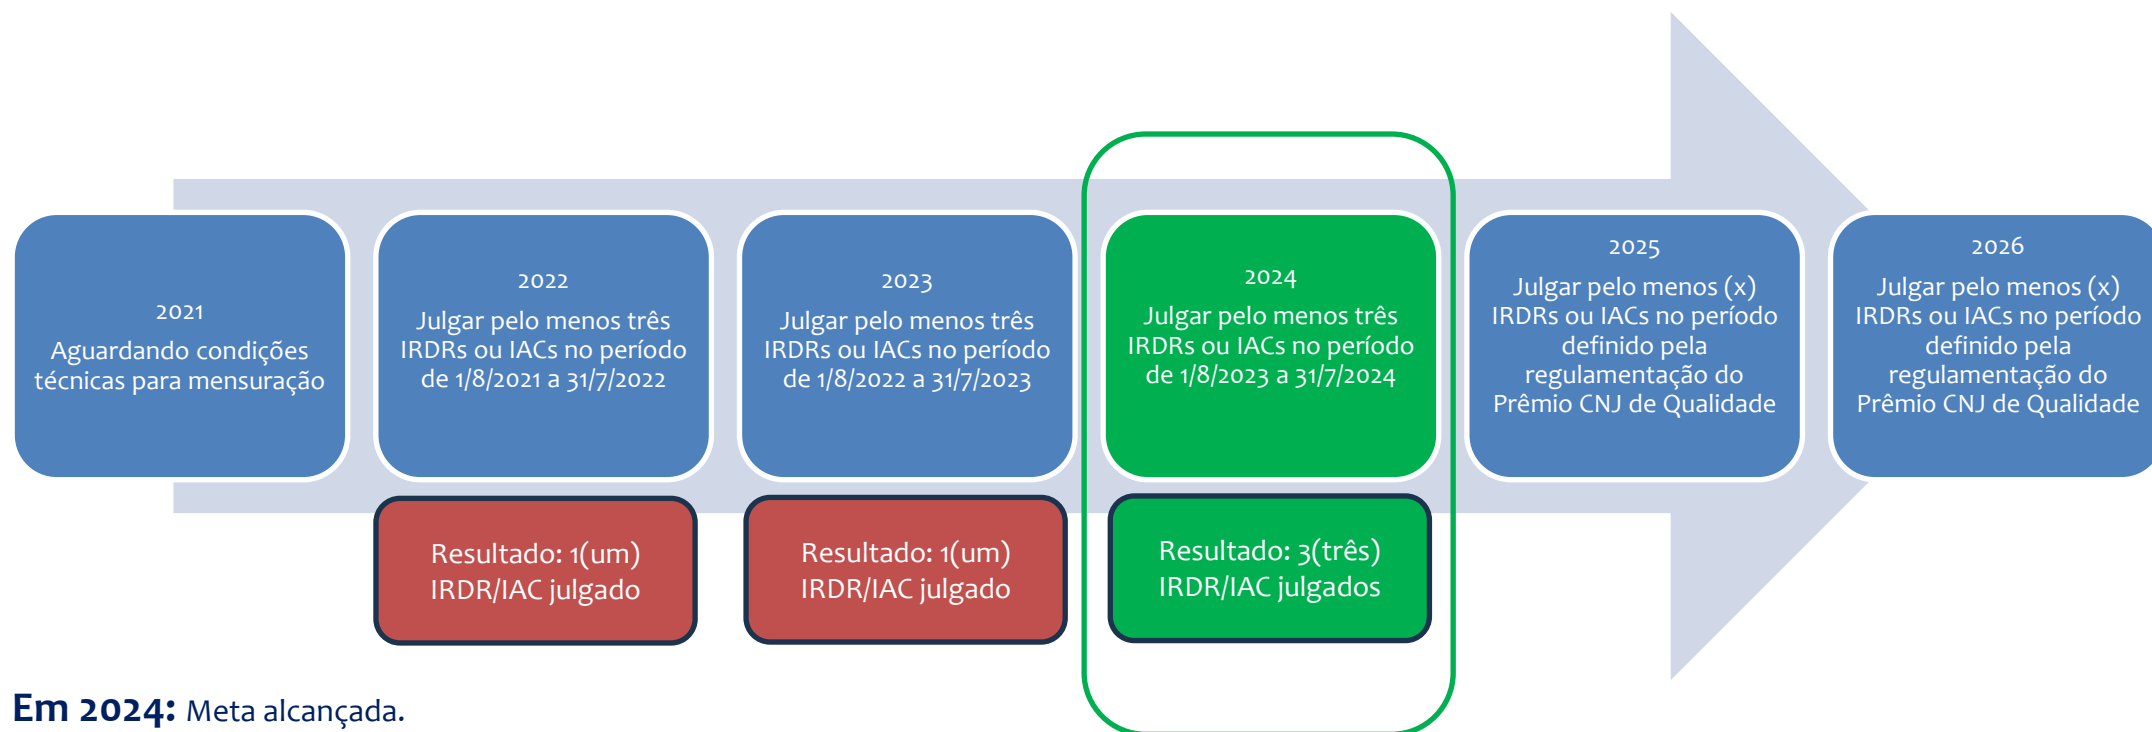 2021
Aguardando condições
técnicas para mensuração
2022
Julgar pelo menos três
IRDRs ou IACs no período
de 1/8/2021 a 31/7/2022
2023
Julgar pelo menos três
IRDRs ou IACs no período
de 1/8/2022 a 31/7/2023
2024
Julgar pelo menos três
IRDRs ou IACs no período
de 1/8/2023 a 31/7/2024
2025
Julgar pelo menos (x)
IRDRs ou IACs no período
definido pela
regulamentação do
Prêmio CNJ de Qualidade
2026
Julgar pelo menos (x)
IRDRs ou IACs no período
definido pela
regulamentação do
Prêmio CNJ de Qualidade
Resultado: 1(um)
IRDR/IAC julgado
Resultado: 1(um)
IRDR/IAC julgado
Resultado: 3(três)
IRDR/IAC julgados
Em 2024: Meta alcançada.